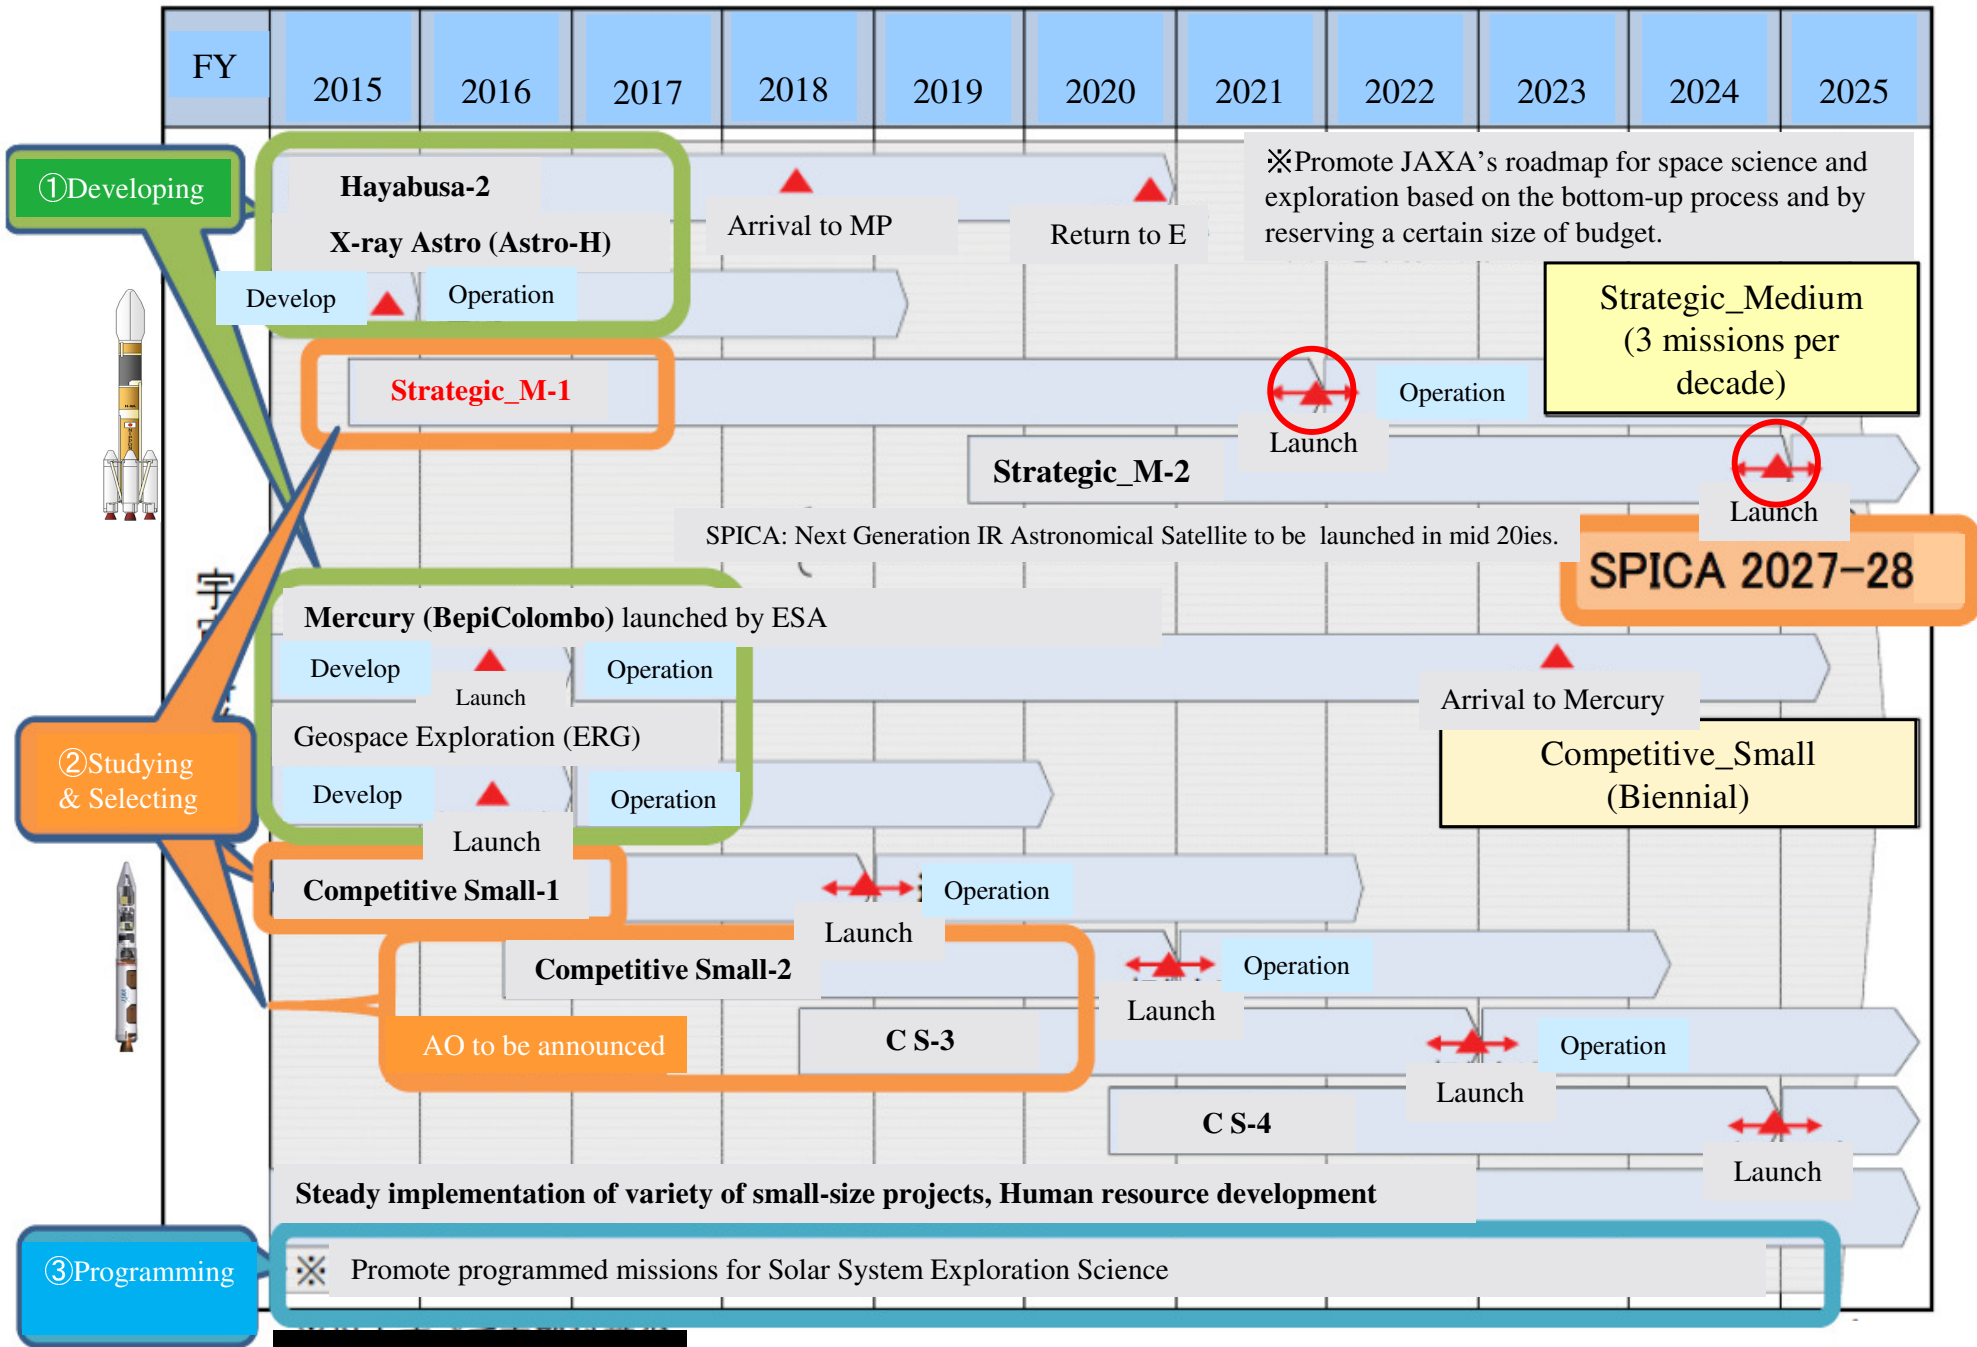 FY
2015
2016
2017
2018
2019
2020
2021
2022
2023
2024
2025
①Developing
Hayabusa-2
Arrival to MP
Return to E
※Promote JAXA's roadmap for space science and
exploration based on the bottom-up process and by
reserving a certain size of budget.
X-ray Astro (Astro-H)
Develop
Operation
Strategic_Medium
(3 missions per
decade)
Strategic_M-1
Launch
Operation
Strategic_M-2
Launch
SPICA: Next Generation IR Astronomical Satellite to be launched in mid 20ies.
SPICA 2027-28
宇
Mercury (BepiColombo) launched by ESA
Develop
Launch
Operation
Arrival to Mercury
Geospace Exploration (ERG)
Develop
Launch
Operation
Competitive_Small
(Biennial)
②Studying
& Selecting
Competitive Small-1
Launch
Operation
Competitive Small-2
Launch
Operation
AO to be announced
C S-3
Launch
Operation
C S-4
Launch
Steady implementation of variety of small-size projects, Human resource development
③Programming
※ Promote programmed missions for Solar System Exploration Science